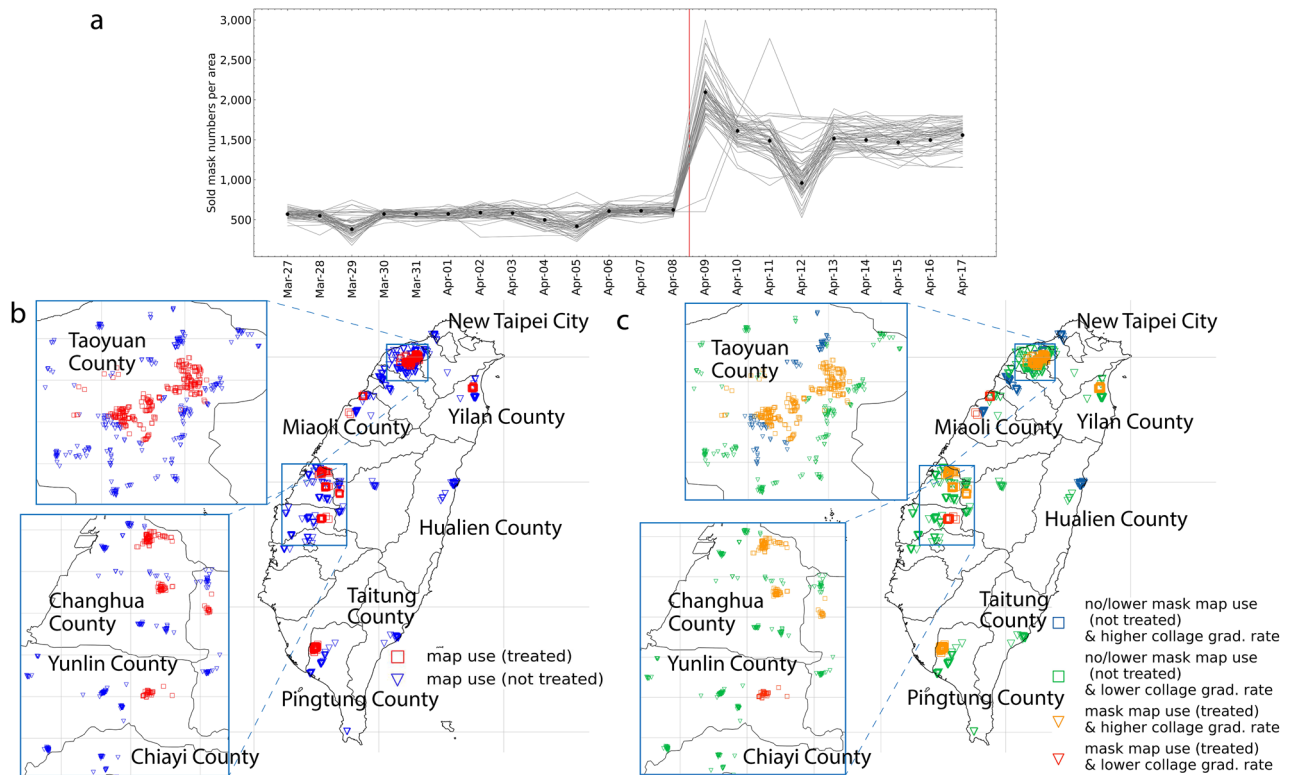 a
3,000
2,500
2,000
1,500
1,000
500
Sold mask numbers per area
Mar-27
Mar-28
Mar-29
Mar-30
Mar-31
Apr-01
Apr-02
Apr-03
Apr-04
Apr-05
Apr-06
Apr-07
Apr-08
Apr-09
Apr-10
Apr-11
Apr-12
Apr-13
Apr-14
Apr-15
Apr-16
Apr-17
b
Taoyuan
County
New Taipei City
Miaoli County
Yilan County
Hualien County
Changhua
County
Yunlin County
Chiayi County
Taitung
County
Pingtung County
map use (treated)
map use (not treated)
c
Taoyuan
County
New Taipei City
Miaoli County
Yilan County
Hualien County
Changhua
County
Yunlin County
Chiayi County
Taitung
County
Pingtung County
no/lower mask map use
(not treated)
& higher collage grad. rate
no/lower mask map use
(not treated)
& lower collage grad. rate
mask map use (treated)
& higher collage grad. rate
mask map use (treated)
& lower collage grad. rate